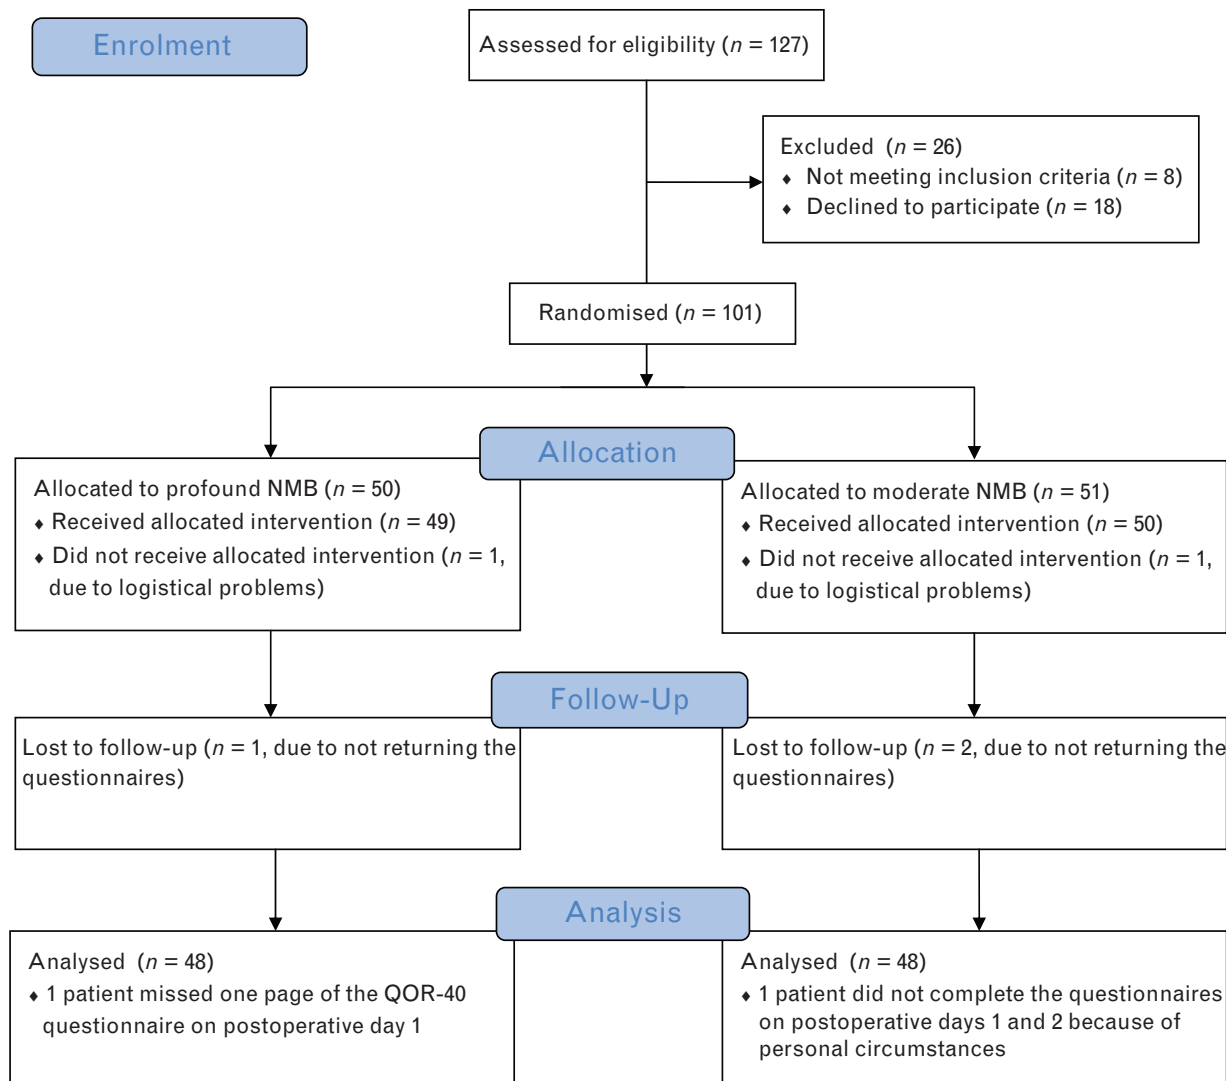 Enrolment
Assessed for eligibility (n = 127)
Excluded (n = 26)
♦ Not meeting inclusion criteria (n = 8)
♦ Declined to participate (n = 18)
Randomised (n = 101)
Allocation
Allocated to profound NMB (n = 50)
♦ Received allocated intervention (n = 49)
♦ Did not receive allocated intervention (n = 1,
due to logistical problems)
Allocated to moderate NMB (n = 51)
♦ Received allocated intervention (n = 50)
♦ Did not receive allocated intervention (n = 1,
due to logistical problems)
Follow-Up
Lost to follow-up (n = 1, due to not returning the
questionnaires)
Lost to follow-up (n = 2, due to not returning the
questionnaires)
Analysis
Analysed (n = 48)
♦ 1 patient missed one page of the QOR-40
questionnaire on postoperative day 1
Analysed (n = 48)
♦ 1 patient did not complete the questionnaires
on postoperative days 1 and 2 because of
personal circumstances